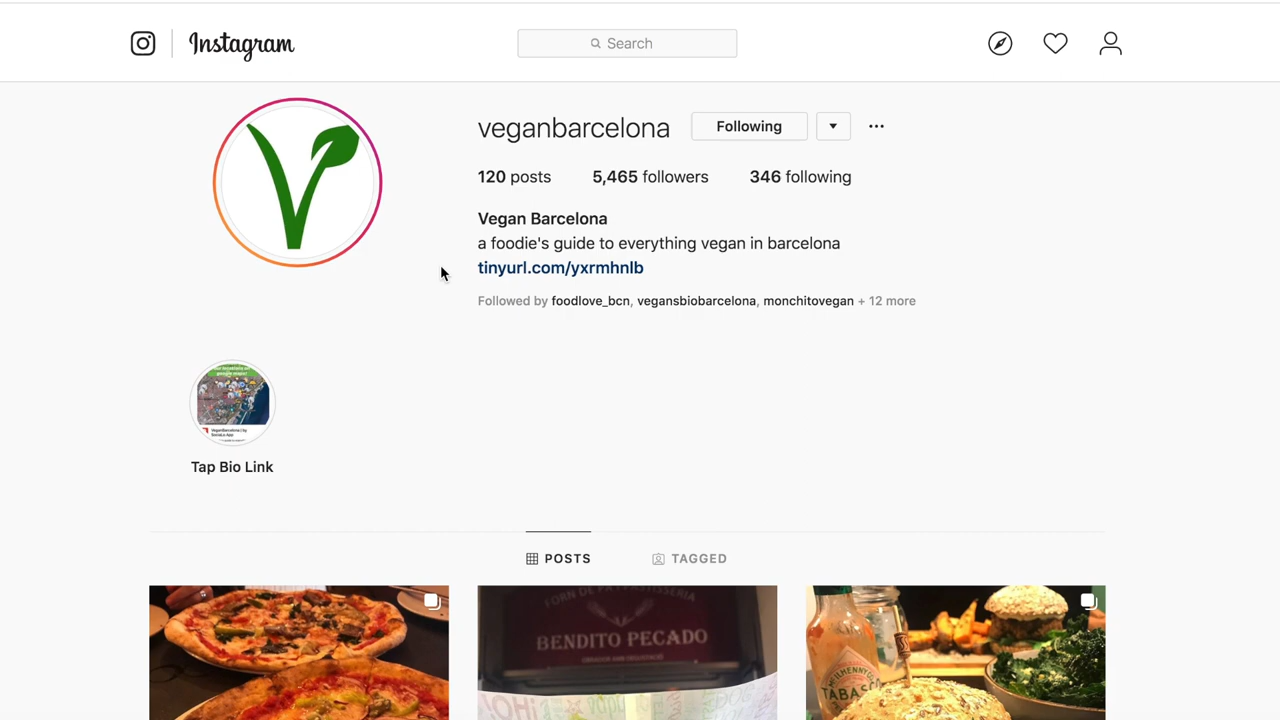 Instagram
Search
veganbarcelona
Following
120 posts
5,465 followers
346 following
Vegan Barcelona
a foodie's guide to everything vegan in barcelona
tinyurl.com/yxrmhnlb
Followed by foodlove_bcn, vegansbiobarcelona, monchitovegan + 12 more
Tap Bio Link
POSTS
TAGGED
BENDITO PECADO
TABASCO